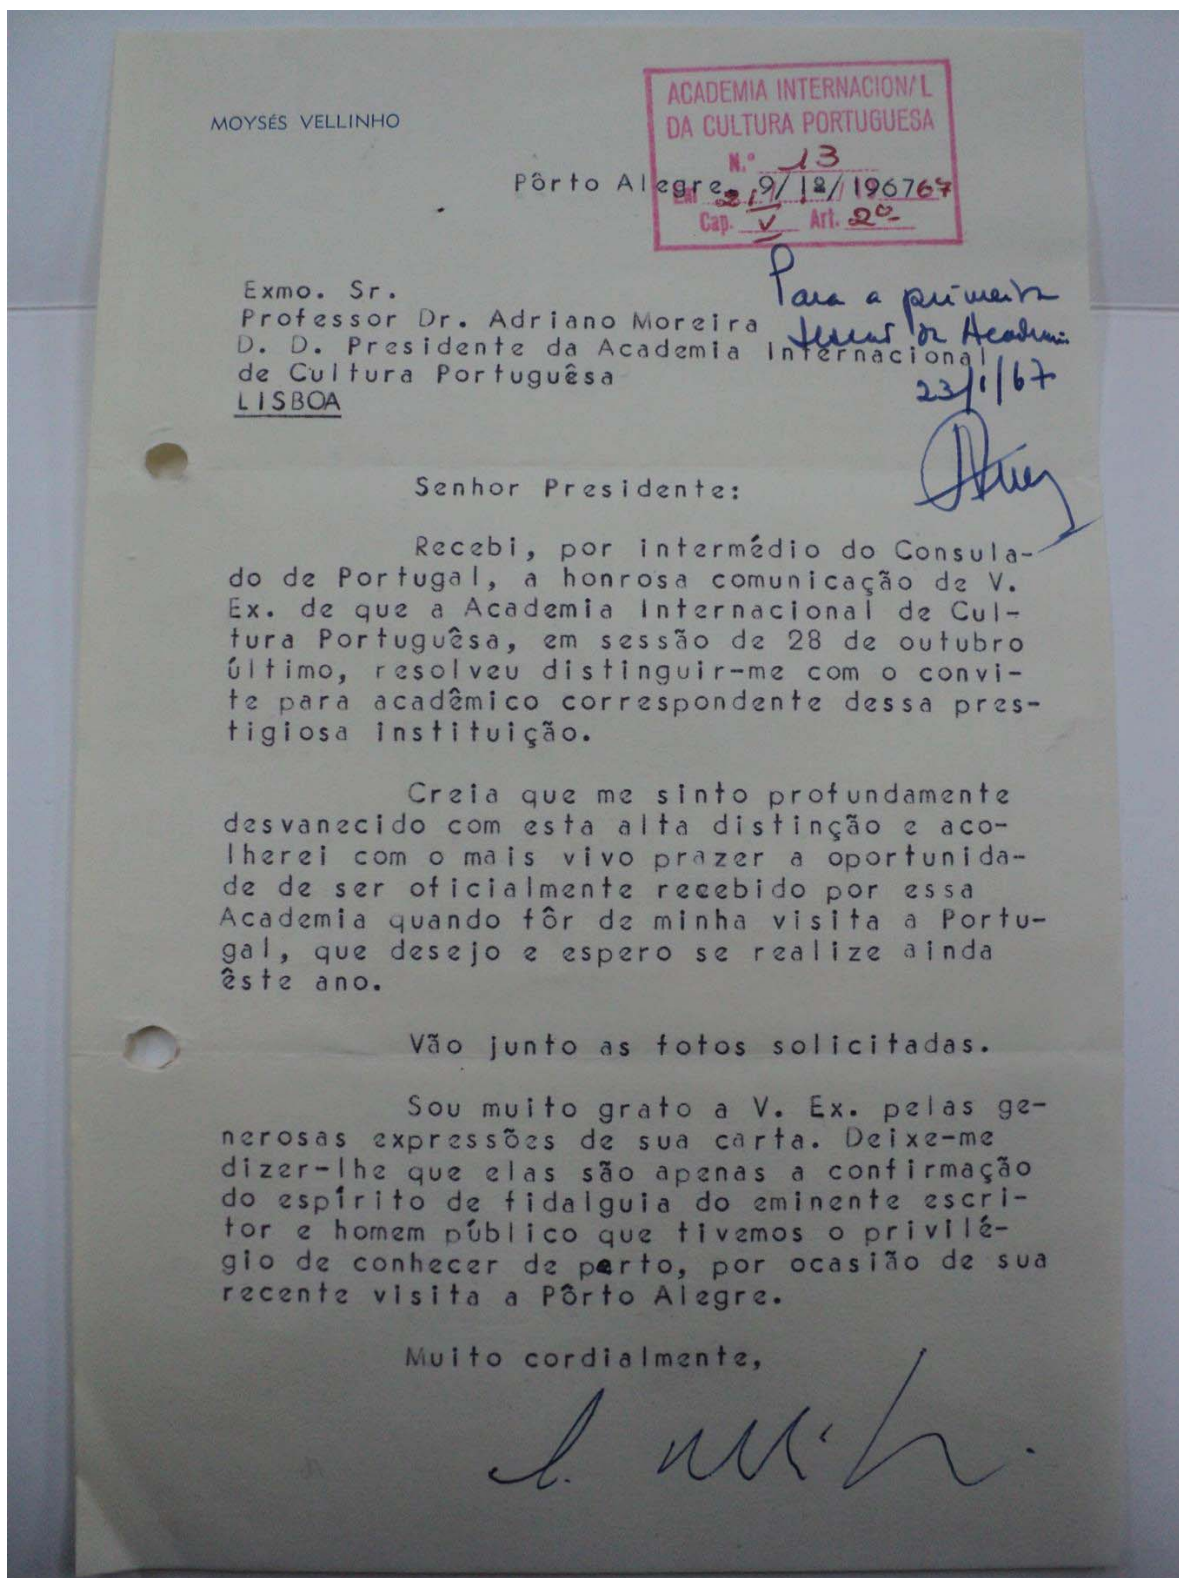 MOYSÉS VELLINHO
ACADEMIA INTERNACIONAL
DA CULTURA PORTUGUESA
N.º 13
Pôrto Alegre,
Cap. V Art. 2º
Para a primeira
da Academia
23/1/67
Exmo. Sr.
Professor Dr. Adriano Moreira
D. D. Presidente da Academia Internacional
de Cultura Portuguêsa
LISBOA
Senhor Presidente:
Recebi, por intermédio do Consula-
do de Portugal, a honrosa comunicação de V.
Ex. de que a Academia Internacional de Cul-
tura Portuguêsa, em sessão de 28 de outubro
último, resolveu distinguir-me com o convi-
te para acadêmico correspondente dessa pres-
tigiosa instituição.
Creia que me sinto profundamente
desvanecido com esta alta distinção e aco-
lherei com o mais vivo prazer a oportunida-
de de ser oficialmente recebido por essa
Academia quando fôr de minha visita a Portu-
gal, que desejo e espero se realize ainda
êste ano.
Vão junto as fotos solicitadas.
Sou muito grato a V. Ex. pelas ge-
nerosas expressões de sua carta. Deixe-me
dizer-lhe que elas são apenas a confirmação
do espírito de fidalguia do eminente escri-
tor e homem público que tivemos o privilé-
gio de conhecer de perto, por ocasião de sua
recente visita a Pôrto Alegre.
Muito cordialmente,